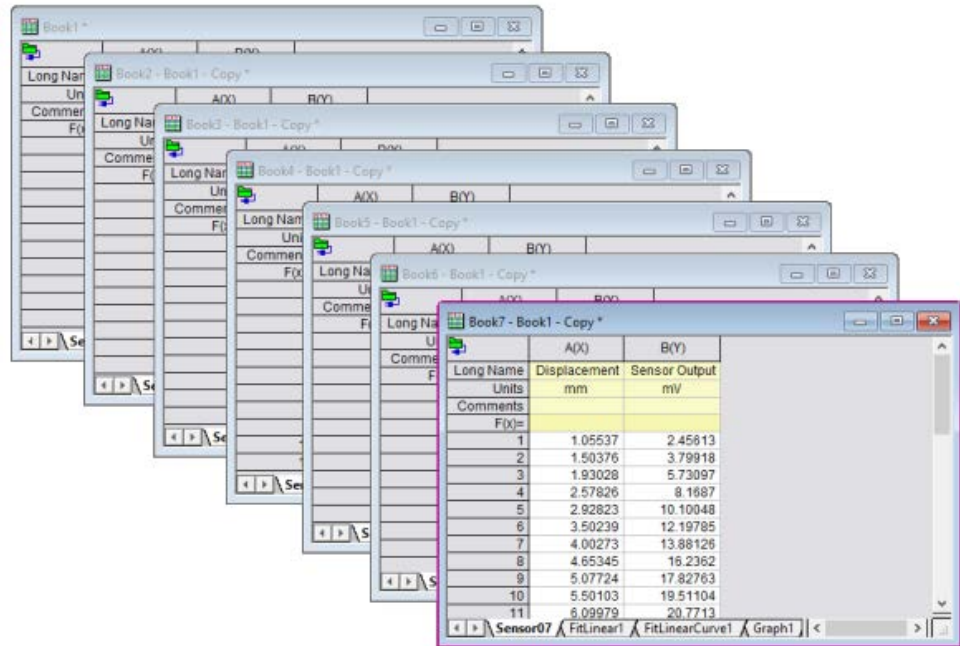 Book1 *
Book2 - Book1 - Copy *
A(X) B(Y)
Book3 - Book1 - Copy *
Book4 - Book1 - Copy *
A(X) B(Y)
Book5 - Book1 - Copy *
A(X) B(Y)
Book6 - Book1 - Copy *
Book7 - Book1 - Copy *
A(X) B(Y)
Long Name Displacement Sensor Output
Units mm mV
Comments
F(x)=
1 1.05537 2.45613
2 1.50376 3.79918
3 1.93028 5.73097
4 2.57826 8.1687
5 2.92823 10.10048
6 3.50239 12.19785
7 4.00273 13.88126
8 4.65345 16.2362
9 5.07724 17.82763
10 5.50103 19.51104
11 6.09979 20.7713
Sensor07 FitLinear1 FitLinearCurve1 Graph1